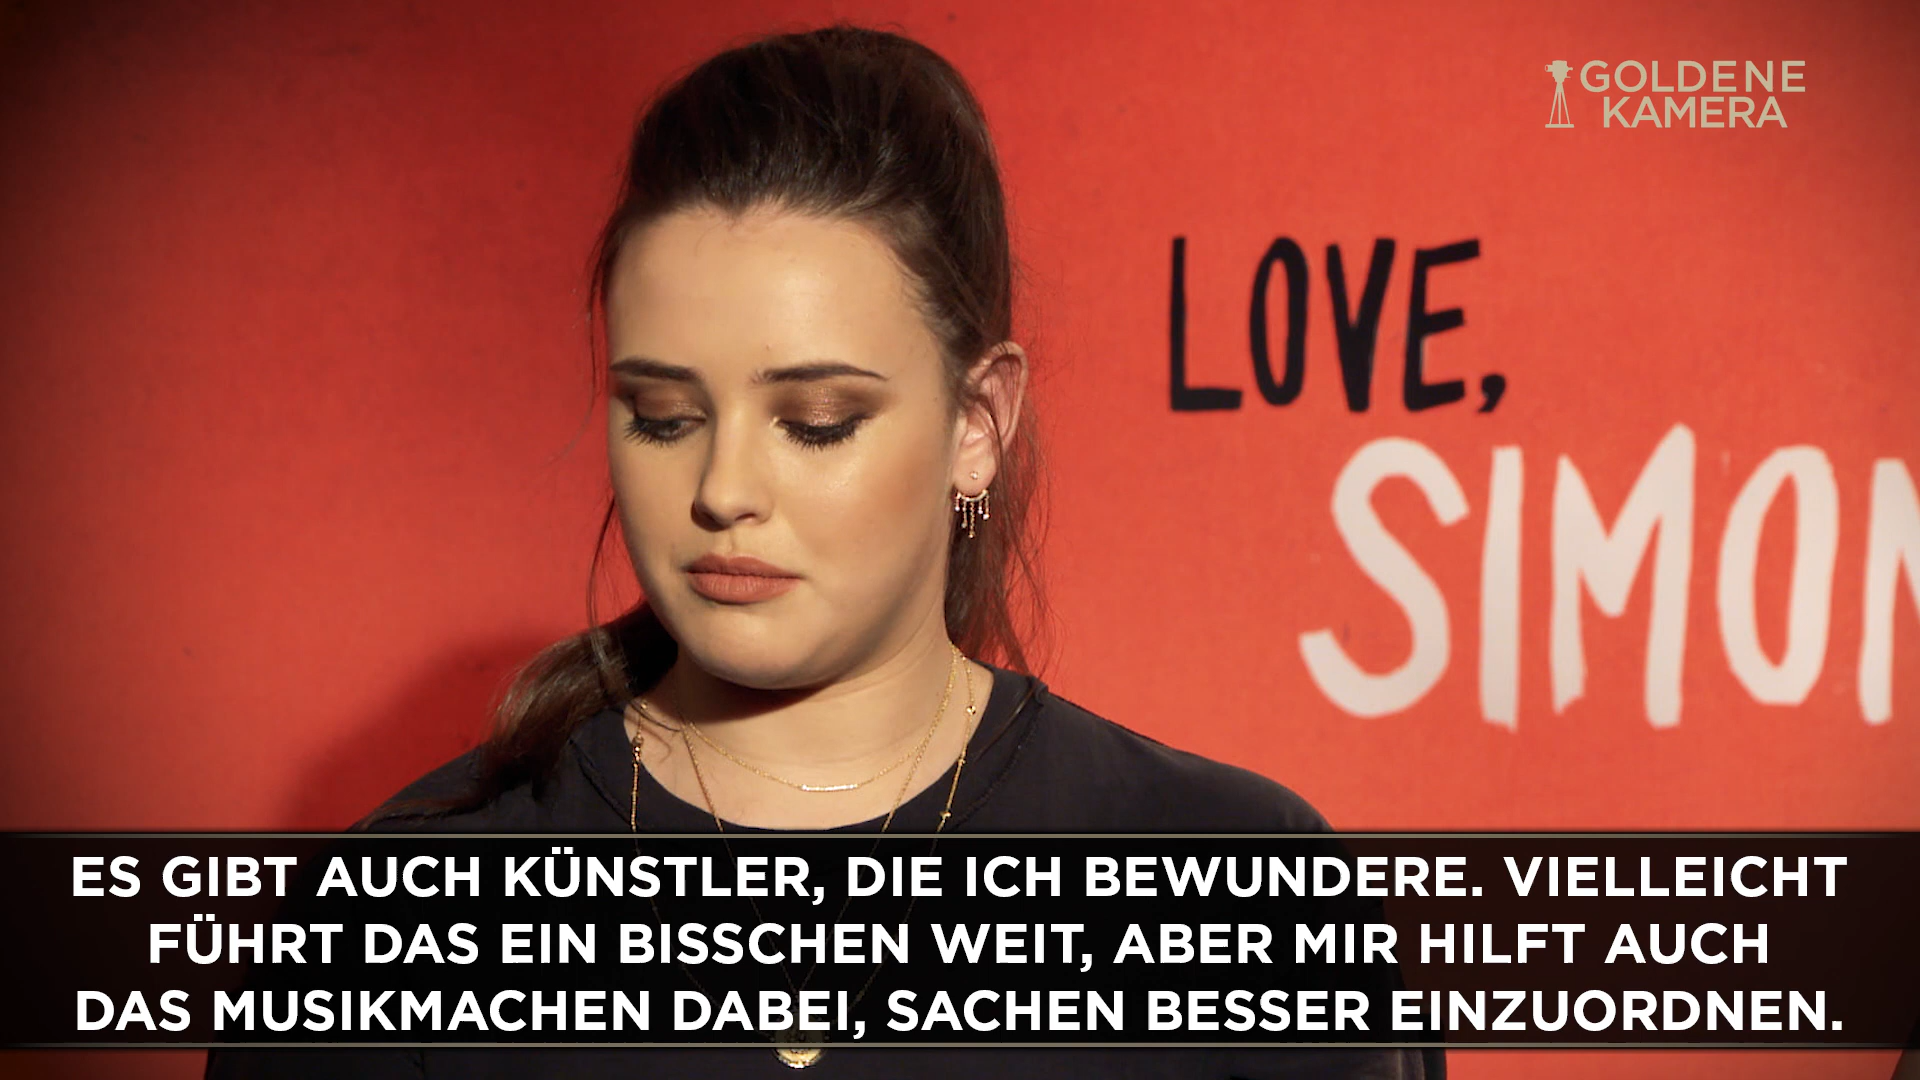 GOLDENE
KAMERA
LOVE,
SIMON
ES GIBT AUCH KÜNSTLER, DIE ICH BEWUNDERE. VIELLEICHT
FÜHRT DAS EIN BISSCHEN WEIT, ABER MIR HILFT AUCH
DAS MUSIKMACHEN DABEI, SACHEN BESSER EINZUORDNEN.